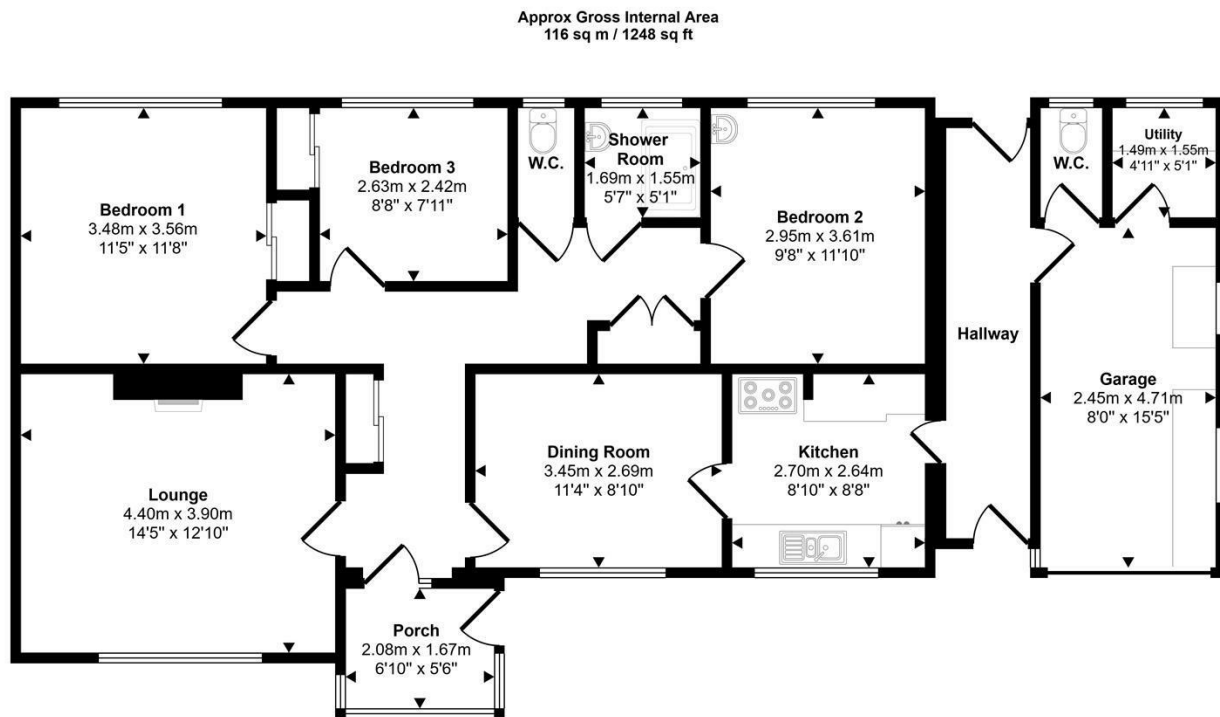 Approx Gross Internal Area
116 sq m / 1248 sq ft
Bedroom 1
3.48m x 3.56m
11'5" x 11'8"
Bedroom 3
2.63m x 2.42m
8'8" x 7'11"
W.C.
Shower
Room
1.69m x 1.55m
5'7" x 5'1"
Bedroom 2
2.95m x 3.61m
9'8" x 11'10"
W.C.
Utility
1.49m x 1.55m
4'11" x 5'1"
Hallway
Garage
2.45m x 4.71m
8'0" x 15'5"
Lounge
4.40m x 3.90m
14'5" x 12'10"
Dining Room
3.45m x 2.69m
11'4" x 8'10"
Kitchen
2.70m x 2.64m
8'10" x 8'8"
Porch
2.08m x 1.67m
6'10" x 5'6"